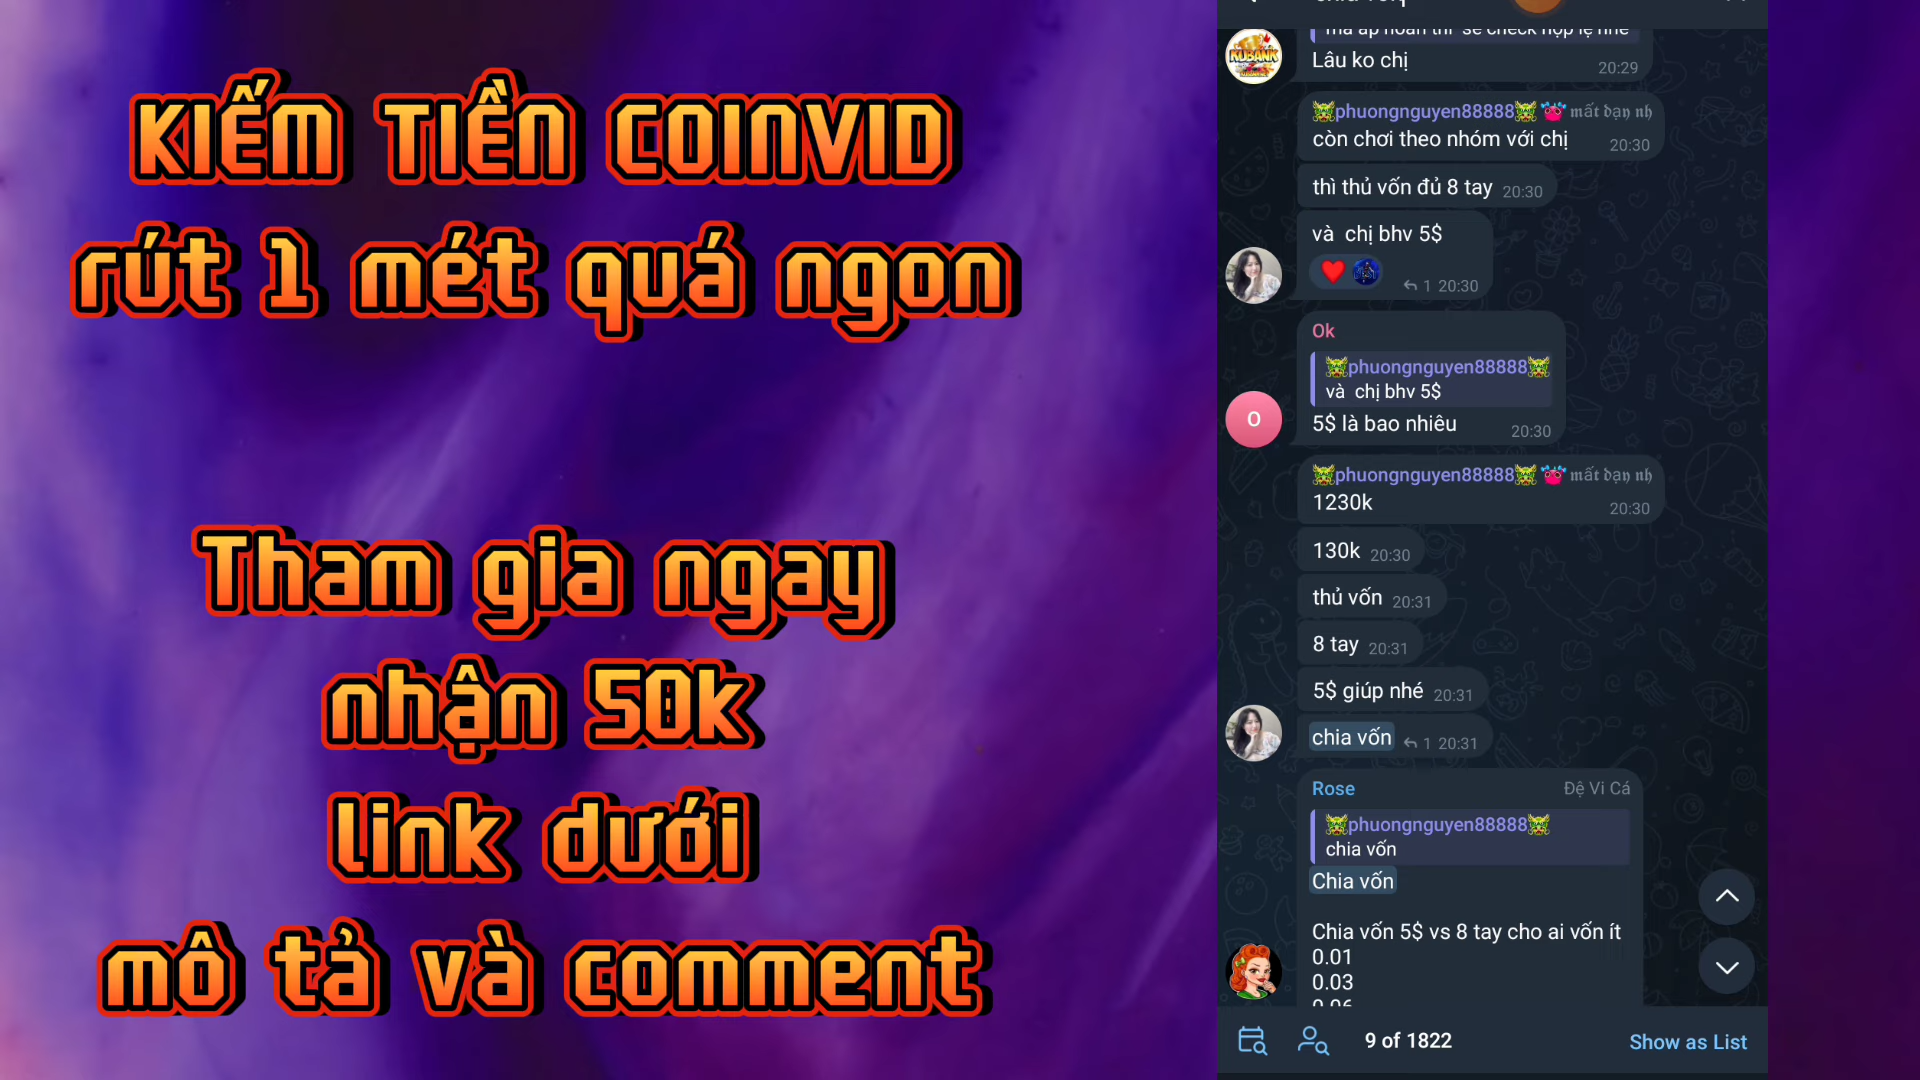 KIẾM TIỀN COINVID
rút 1 mét quá ngon
Tham gia ngay
nhận 50k
link dưới
mô tả và comment
Lâu ko chị
20:29
phuongnguyen88888 mất dạy nh
còn chơi theo nhóm với chị 20:30
thì thủ vốn đủ 8 tay 20:30
và chị bhv 5$
1 20:30
Ok
phuongnguyen88888
và chị bhv 5$
5$ là bao nhiêu 20:30
O
phuongnguyen88888 mất dạy nh
1230k 20:30
130k 20:30
thủ vốn 20:31
8 tay 20:31
5$ giúp nhé 20:31
chia vốn 1 20:31
Rose Đệ Vi Cá
phuongnguyen88888
chia vốn
Chia vốn
Chia vốn 5$ vs 8 tay cho ai vốn ít
0.01
0.03
0.06
9 of 1822 Show as List